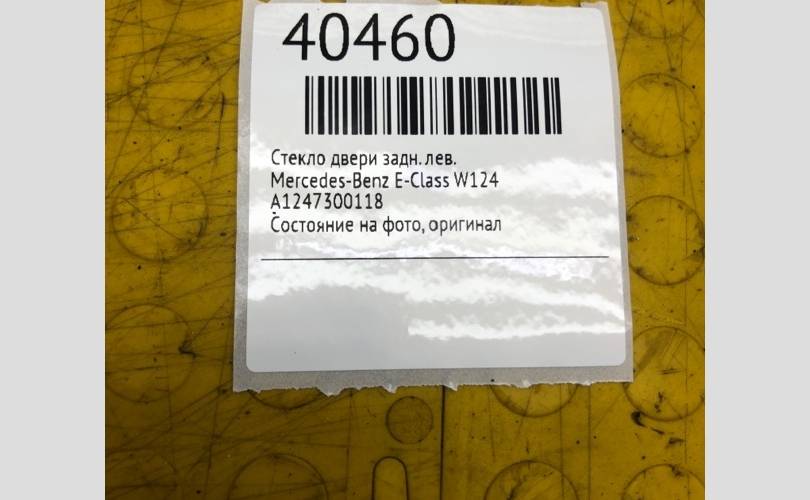 40460
Стекло двери задн. лев.
Mercedes-Benz E-Class W124
A1247300118
Состояние на фото, оригинал